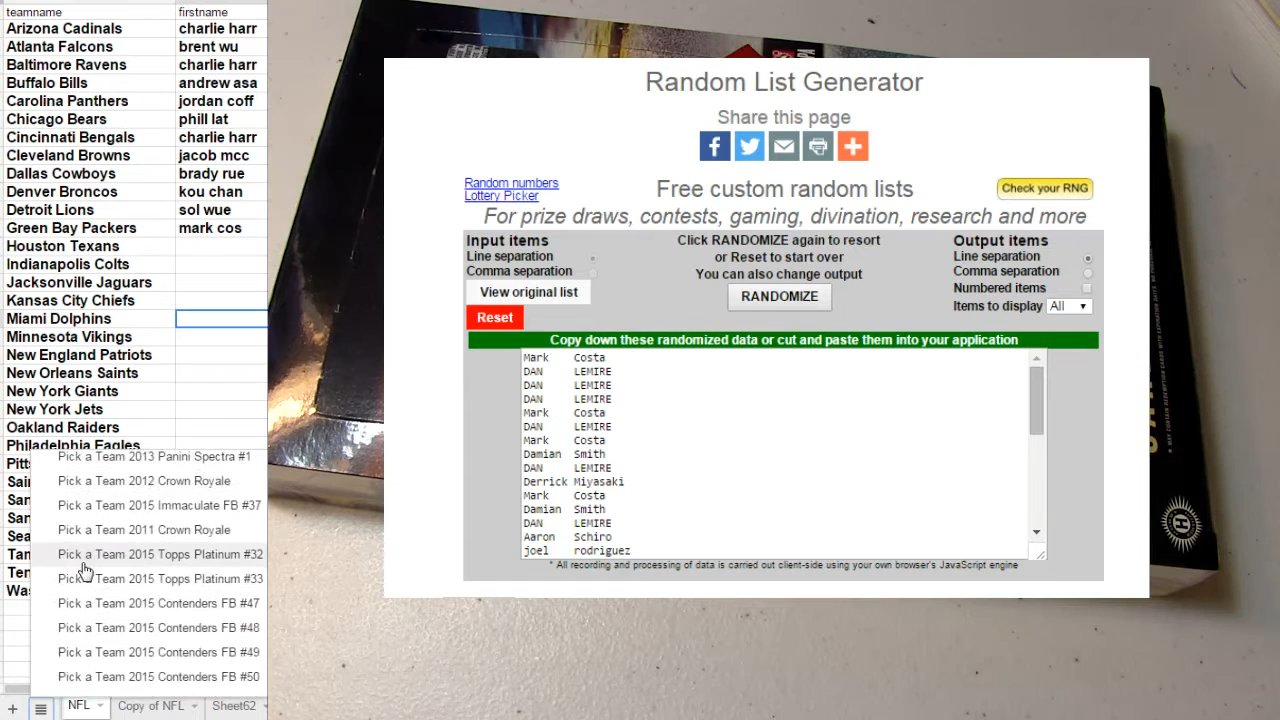 teamname firstname
Arizona Cadinals charlie harr
Atlanta Falcons brent wu
Baltimore Ravens charlie harr
Buffalo Bills andrew asa
Carolina Panthers jordan coff
Chicago Bears phill lat
Cincinnati Bengals charlie harr
Cleveland Browns jacob mcc
Dallas Cowboys brady rue
Denver Broncos kou chan
Detroit Lions sol wue
Green Bay Packers mark cos
Houston Texans
Indianapolis Colts
Jacksonville Jaguars
Kansas City Chiefs
Miami Dolphins
Minnesota Vikings
New England Patriots
New Orleans Saints
New York Giants
New York Jets
Oakland Raiders
Philadelphia Eagles
Pitts
Sain
San
San
Sea
Tan
Ten
Was
Pick a Team 2013 Panini Spectra #1
Pick a Team 2012 Crown Royale
Pick a Team 2015 Immaculate FB #37
Pick a Team 2011 Crown Royale
Pick a Team 2015 Topps Platinum #32
Pick a Team 2015 Topps Platinum #33
Pick a Team 2015 Contenders FB #47
Pick a Team 2015 Contenders FB #48
Pick a Team 2015 Contenders FB #49
Pick a Team 2015 Contenders FB #50
NFL Copy of NFL Sheet62
Random List Generator
Share this page
Random numbers
Lottery Picker
Free custom random lists
Check your RNG
For prize draws, contests, gaming, divination, research and more
Input items
Line separation
Comma separation
View original list
Reset
Click RANDOMIZE again to resort
or Reset to start over
You can also change output
RANDOMIZE
Output items
Line separation
Comma separation
Numbered items
Items to display All
Copy down these randomized data or cut and paste them into your application
Mark Costa
DAN LEMIRE
DAN LEMIRE
DAN LEMIRE
Mark Costa
DAN LEMIRE
Mark Costa
Damian Smith
DAN LEMIRE
Derrick Miyasaki
Mark Costa
Damian Smith
DAN LEMIRE
Aaron Schiro
joel rodriguez
* All recording and processing of data is carried out client-side using your own browser's JavaScript engine